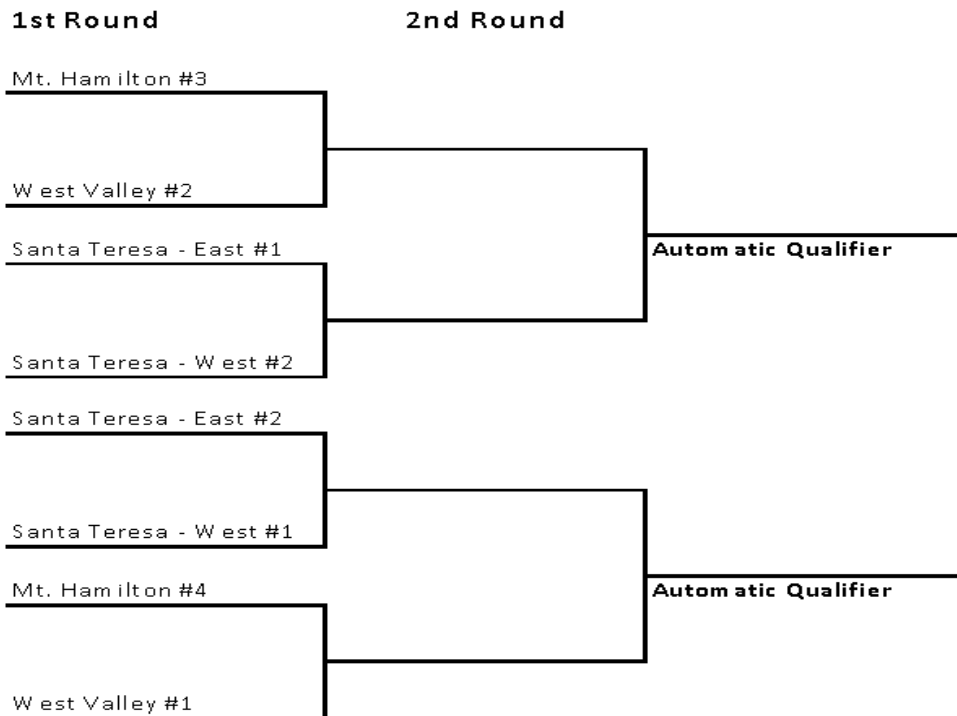 1st Round
2nd Round
Mt. Hamilton #3
West Valley #2
Santa Teresa - East #1
Automatic Qualifier
Santa Teresa - West #2
Santa Teresa - East #2
Santa Teresa - West #1
Mt. Hamilton #4
Automatic Qualifier
West Valley #1